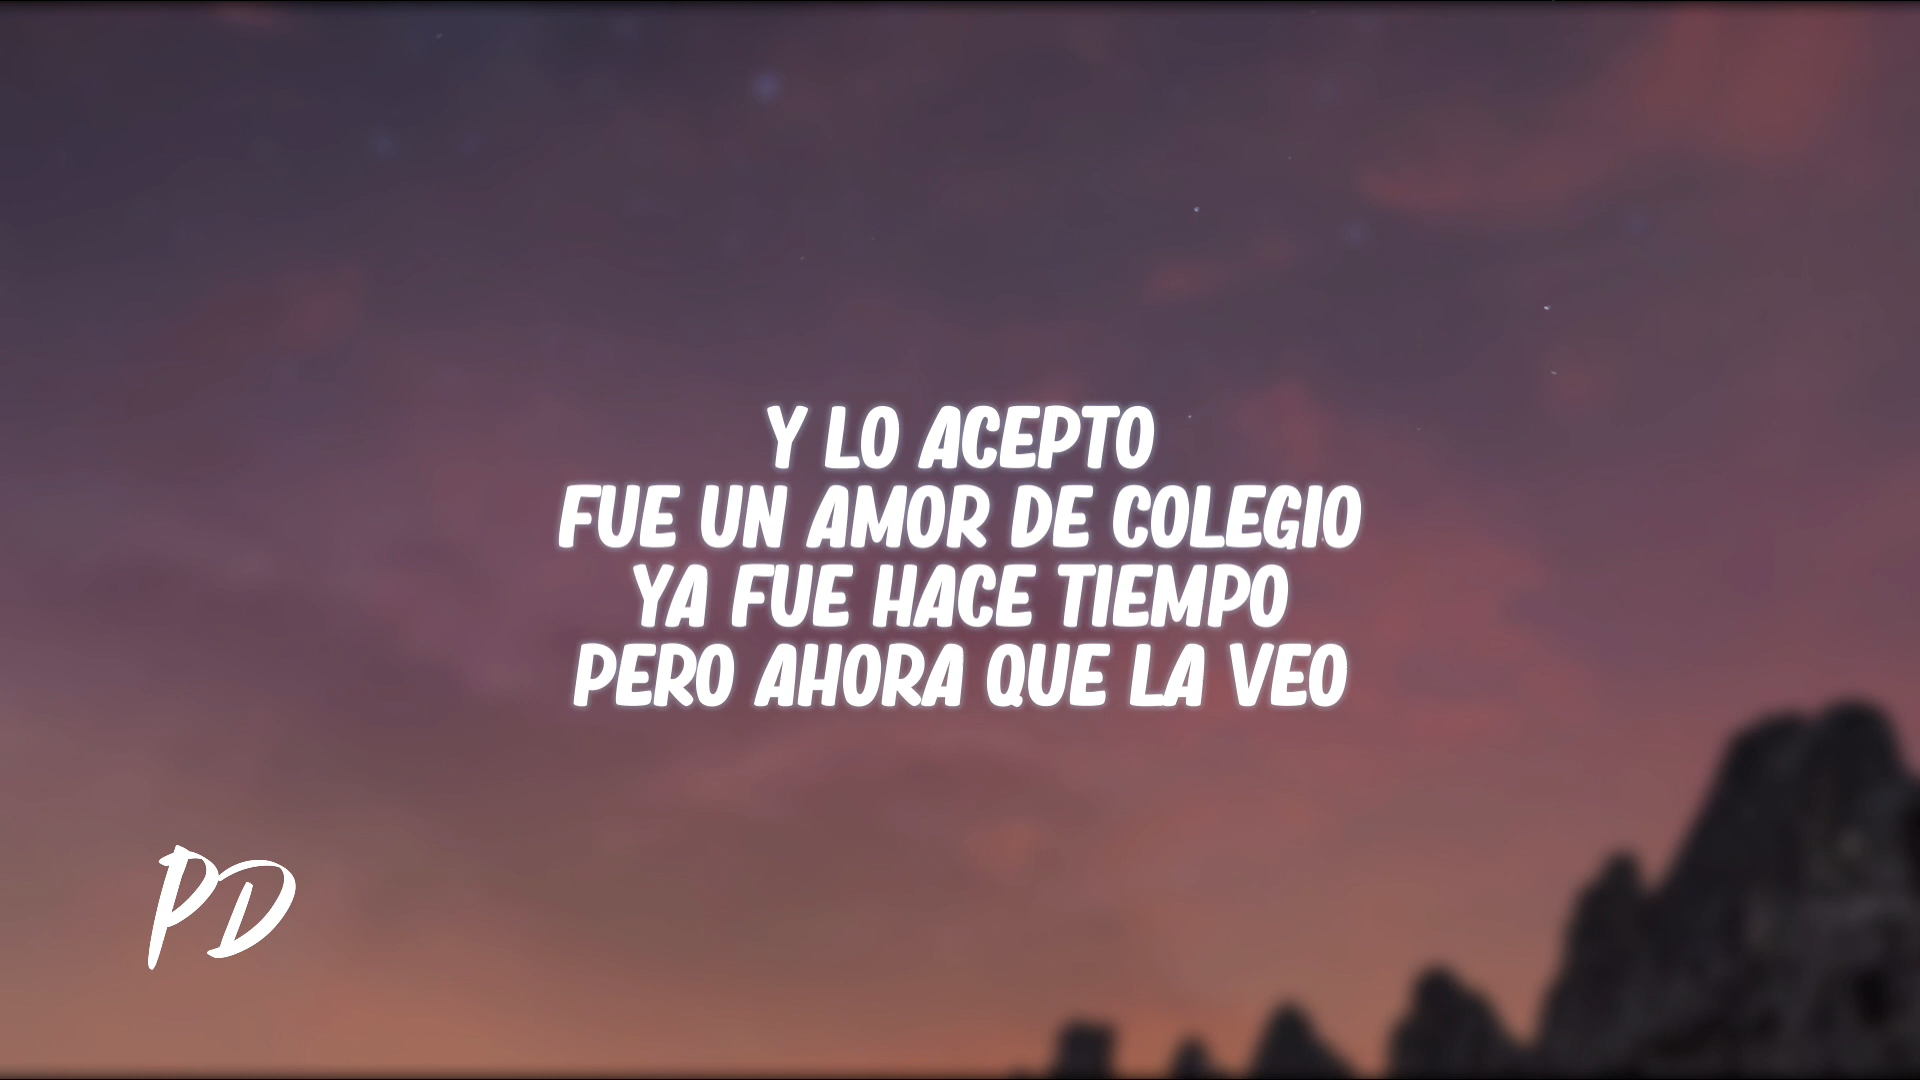 Y LO ACEPTO
FUE UN AMOR DE COLEGIO
YA FUE HACE TIEMPO
PERO AHORA QUE LA VEO
PD